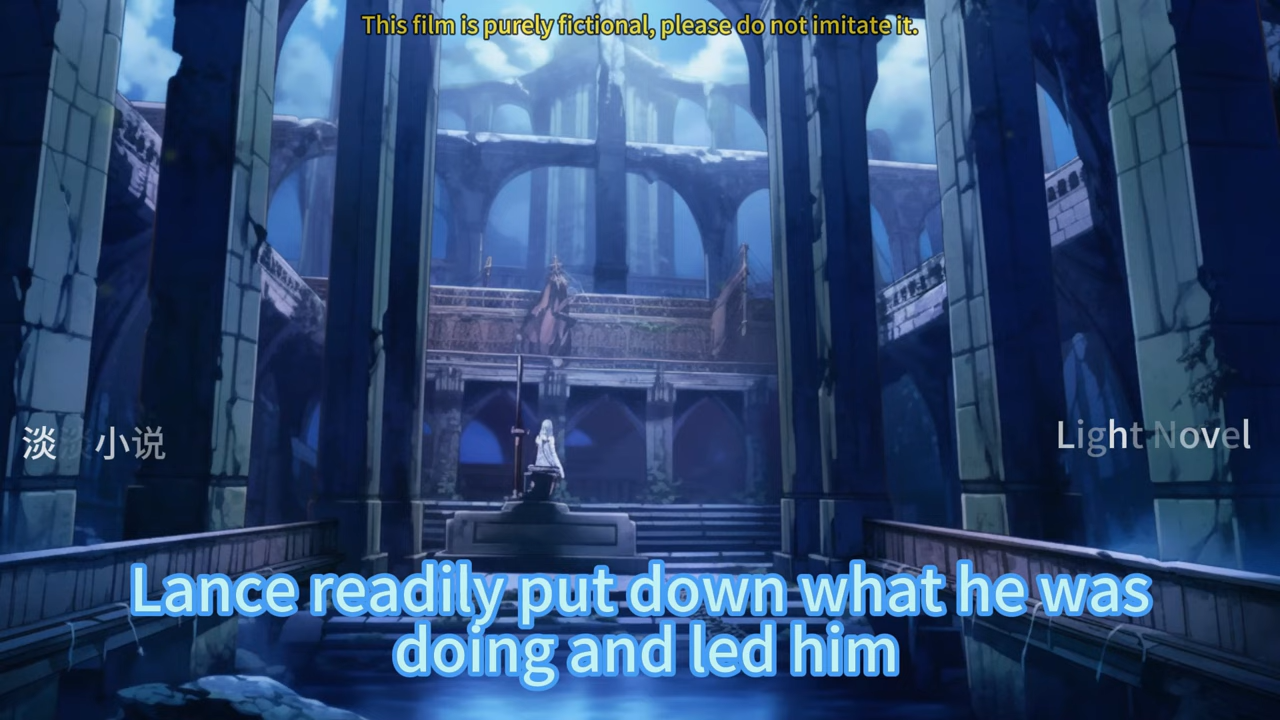 This film is purely fictional, please do not imitate it.
淡淡小说
Light Novel
Lance readily put down what he was
doing and led him